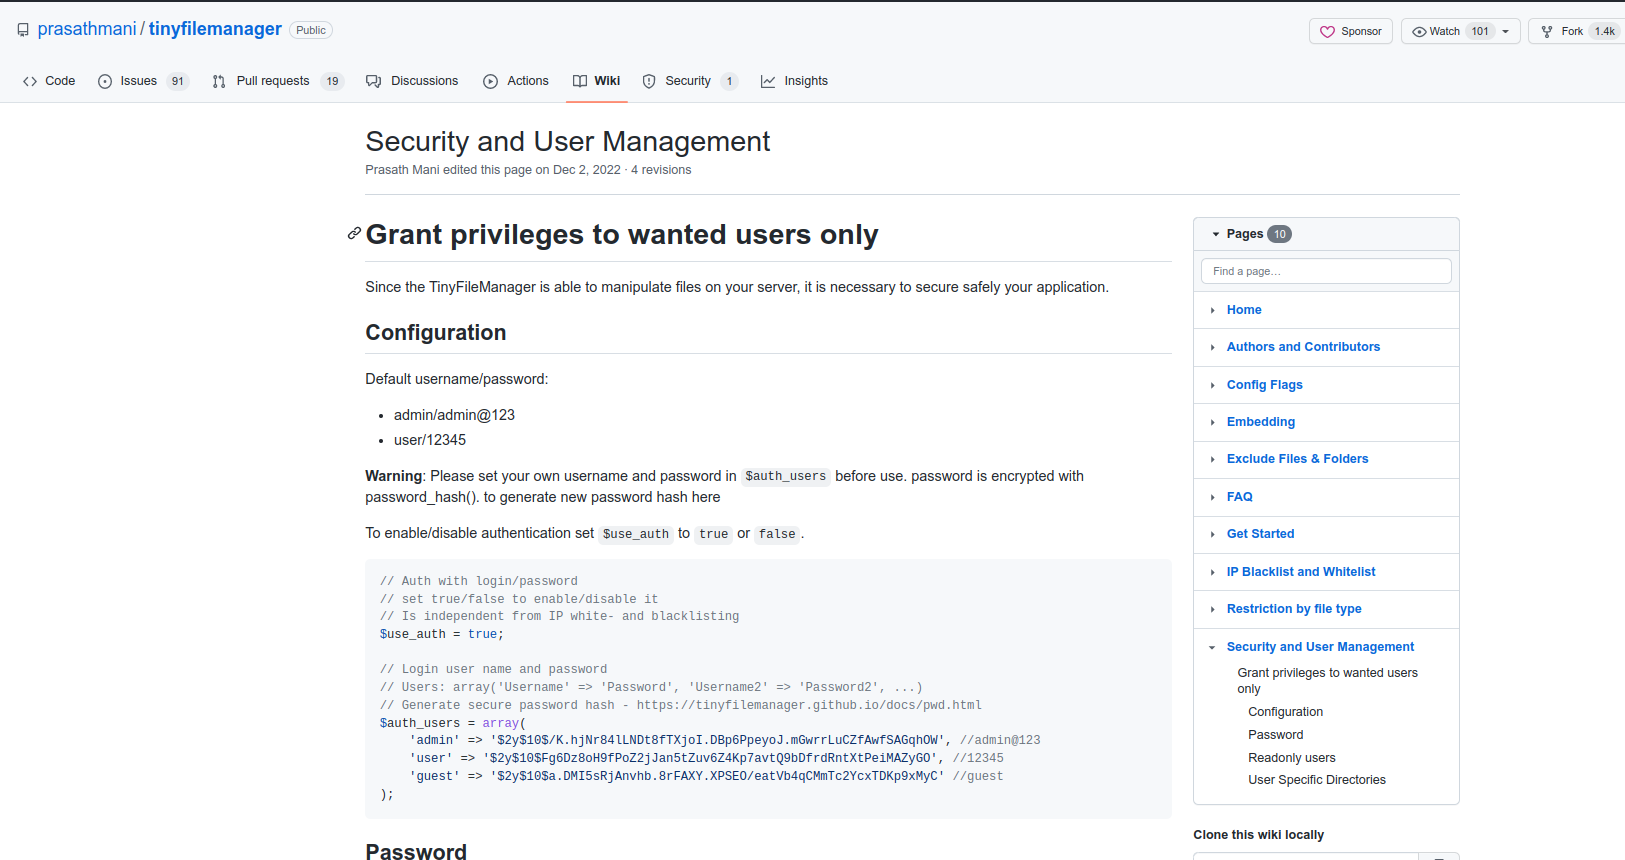 prasathmani / tinyfilemanager Public
Sponsor Watch 101 Fork 1.4k
Code Issues 91 Pull requests 19 Discussions Actions Wiki Security 1 Insights
Security and User Management
Prasath Mani edited this page on Dec 2, 2022 · 4 revisions
Grant privileges to wanted users only
Since the TinyFileManager is able to manipulate files on your server, it is necessary to secure safely your application.
Configuration
Default username/password:
• admin/admin@123
• user/12345
Warning: Please set your own username and password in $auth_users before use. password is encrypted with
password_hash(). to generate new password hash here
To enable/disable authentication set $use_auth to true or false.
// Auth with login/password
// set true/false to enable/disable it
// Is independent from IP white- and blacklisting
$use_auth = true;
// Login user name and password
// Users: array('Username' => 'Password', 'Username2' => 'Password2', ...)
// Generate secure password hash - https://tinyfilemanager.github.io/docs/pwd.html
$auth_users = array(
'admin' => '$2y$10$/K.hjNr84lLNDt8fTXjoI.DBp6PpeyoJ.mGwrrLuCZfAwfSAGqhOW', //admin@123
'user' => '$2y$10$Fg6Dz8oH9fPoZ2jJan5tZuv6Z4Kp7avtQ9bDfrdRntXtPeiMAZyGO', //12345
'guest' => '$2y$10$a.DMI5sRjAnvhb.8rFAXY.XPSEO/eatVb4qCMmTc2YcxTDKp9xMyC' //guest
);
Password
Pages 10
Find a page…
Home
Authors and Contributors
Config Flags
Embedding
Exclude Files & Folders
FAQ
Get Started
IP Blacklist and Whitelist
Restriction by file type
Security and User Management
Grant privileges to wanted users
only
Configuration
Password
Readonly users
User Specific Directories
Clone this wiki locally